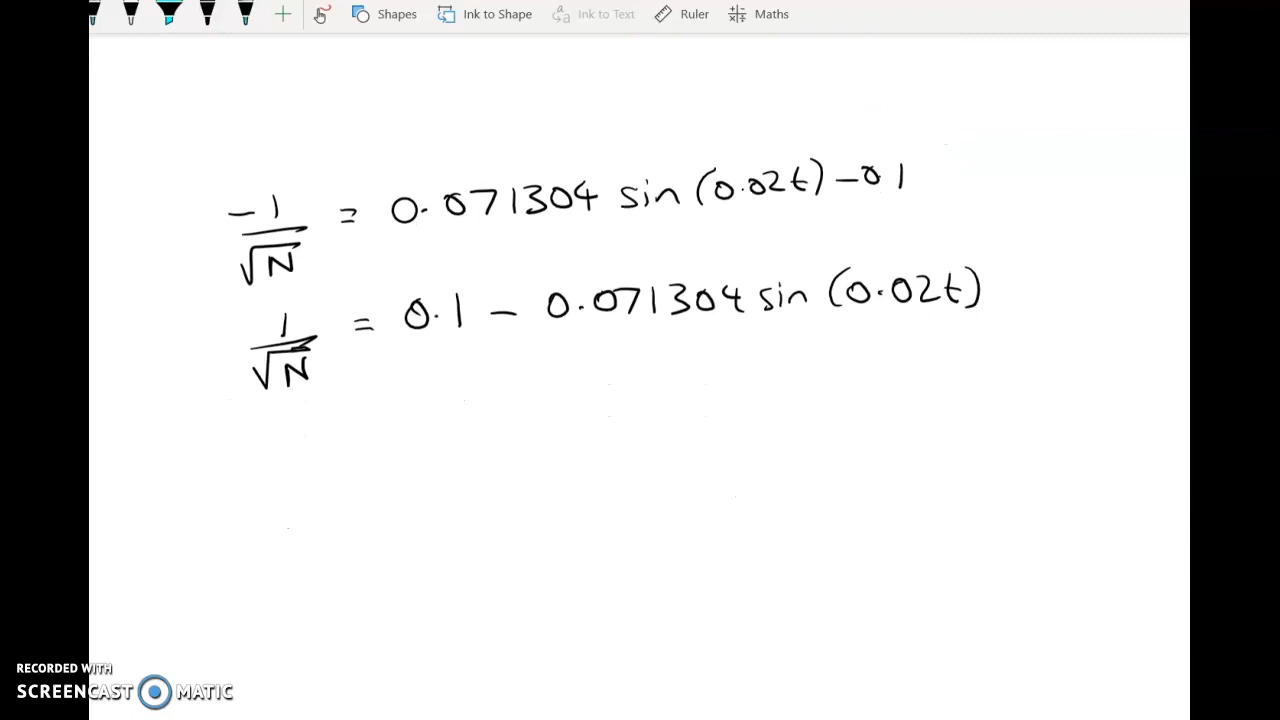 Shapes Ink to Shape Ink to Text Ruler Maths
-1/√N = 0.071304 sin (0.02t) - 0.1
1/√N = 0.1 - 0.071304 sin (0.02t)
RECORDED WITH
SCREENCAST MATIC